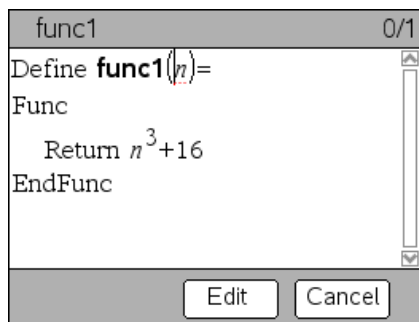 func1 0/1
Define func1(n)=
Func
Return n³+16
EndFunc
Edit Cancel